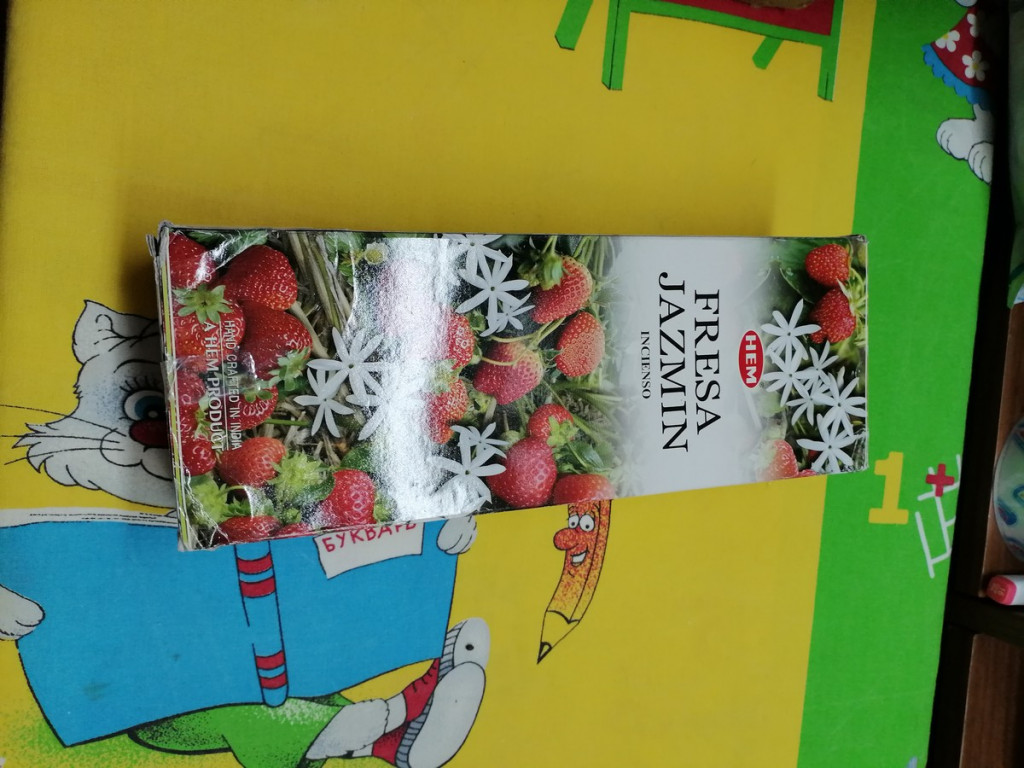 HEM
FRESA
JAZMIN
INCIENSO
HAND CRAFTED IN INDIA
A HEM PRODUCT
БУКВАРЬ
1